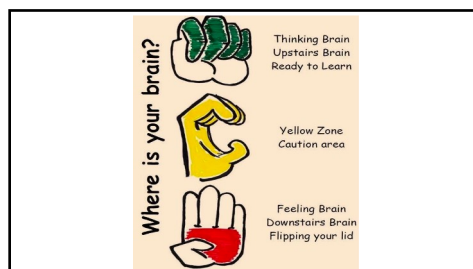 Where is your brain?
Thinking Brain
Upstairs Brain
Ready to Learn
Yellow Zone
Caution area
Feeling Brain
Downstairs Brain
Flipping your lid